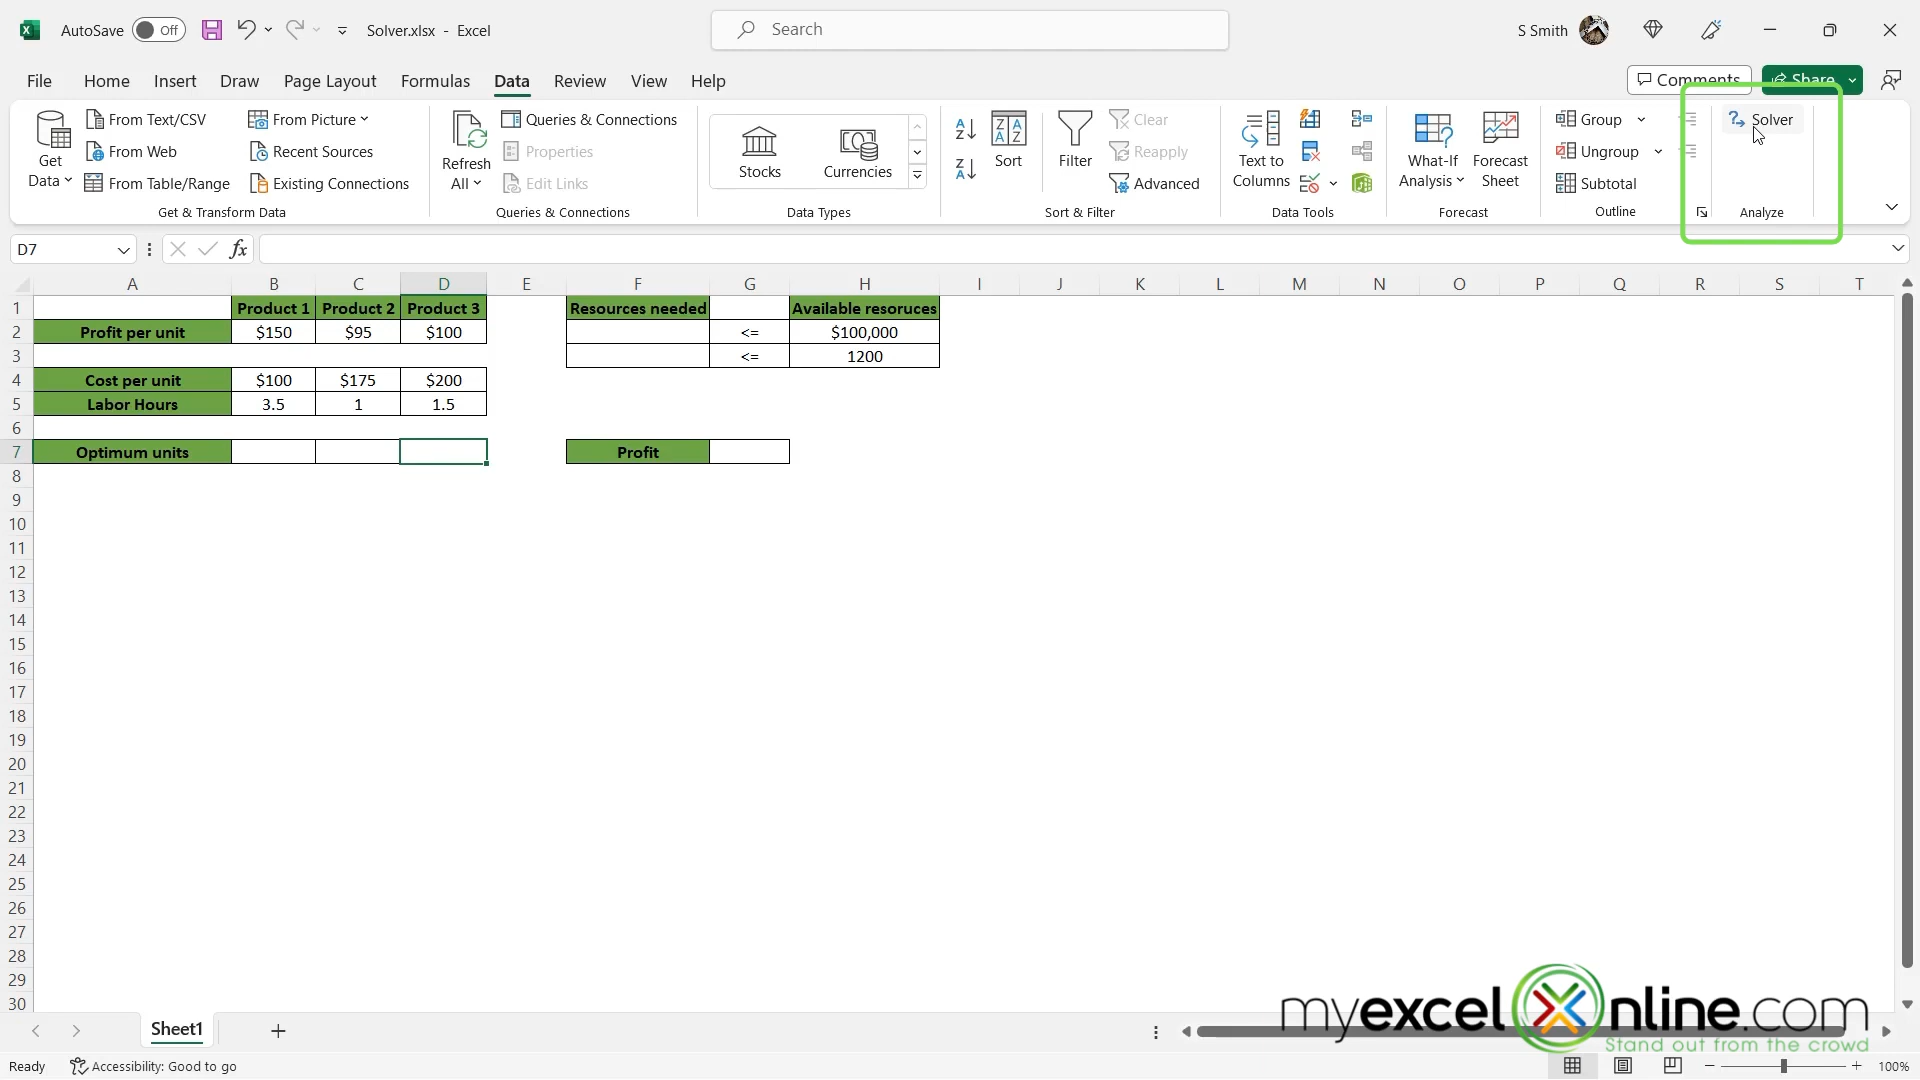 AutoSave Off Solver.xlsx - Excel Search S Smith
File Home Insert Draw Page Layout Formulas Data Review View Help Comments Share
Get Data From Text/CSV From Picture
From Web Recent Sources
From Table/Range Existing Connections
Get & Transform Data
Refresh All Queries & Connections
Properties
Edit Links
Queries & Connections
Stocks Currencies
Data Types
Sort Filter Clear
Reapply
Advanced
Sort & Filter
Text to Columns
Data Tools
What-If Analysis Forecast Sheet
Forecast
Group
Ungroup
Subtotal
Outline
Solver
Analyze
D7 fx
A B C D E F G H I J K L M N O P Q R S T
1 Product 1 Product 2 Product 3 Resources needed Available resoruces
2 Profit per unit $150 $95 $100 <= $100,000
3 <= 1200
4 Cost per unit $100 $175 $200
5 Labor Hours 3.5 1 1.5
6
7 Optimum units Profit
8
9
10
11
12
13
14
15
16
17
18
19
20
21
22
23
24
25
26
27
28
29
30
myexcelonline.com
Stand out from the crowd
Sheet1
Ready Accessibility: Good to go 100%